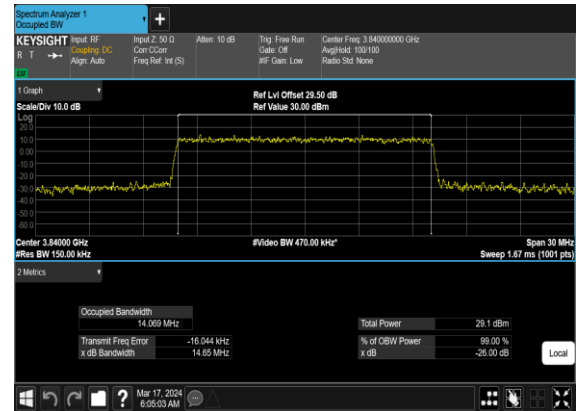 Spectrum Analyzer 1
Occupied BW
+
KEYSIGHT Input: RF Input Z: 50 Ω Atten: 10 dB Trig: Free Run Center Freq: 3.840000000 GHz
R T Coupling: DC Corr CCorr Gate: Off Avg|Hold: 100/100
Align: Auto Freq Ref: Int (S) #IF Gain: Low Radio Std: None
1 Graph
Ref Lvl Offset 29.50 dB
Scale/Div 10.0 dB Ref Value 30.00 dBm
Log
20.0
10.0
0.00
-10.0
-20.0
-30.0
-40.0
-50.0
-60.0
Center 3.84000 GHz #Video BW 470.00 kHz* Span 30 MHz
#Res BW 150.00 kHz Sweep 1.67 ms (1001 pts)
2 Metrics
Occupied Bandwidth
14.069 MHz Total Power 29.1 dBm
Transmit Freq Error -16.044 kHz % of OBW Power 99.00 %
x dB Bandwidth 14.65 MHz x dB -26.00 dB
Local
? Mar 17, 2024
6:05:03 AM